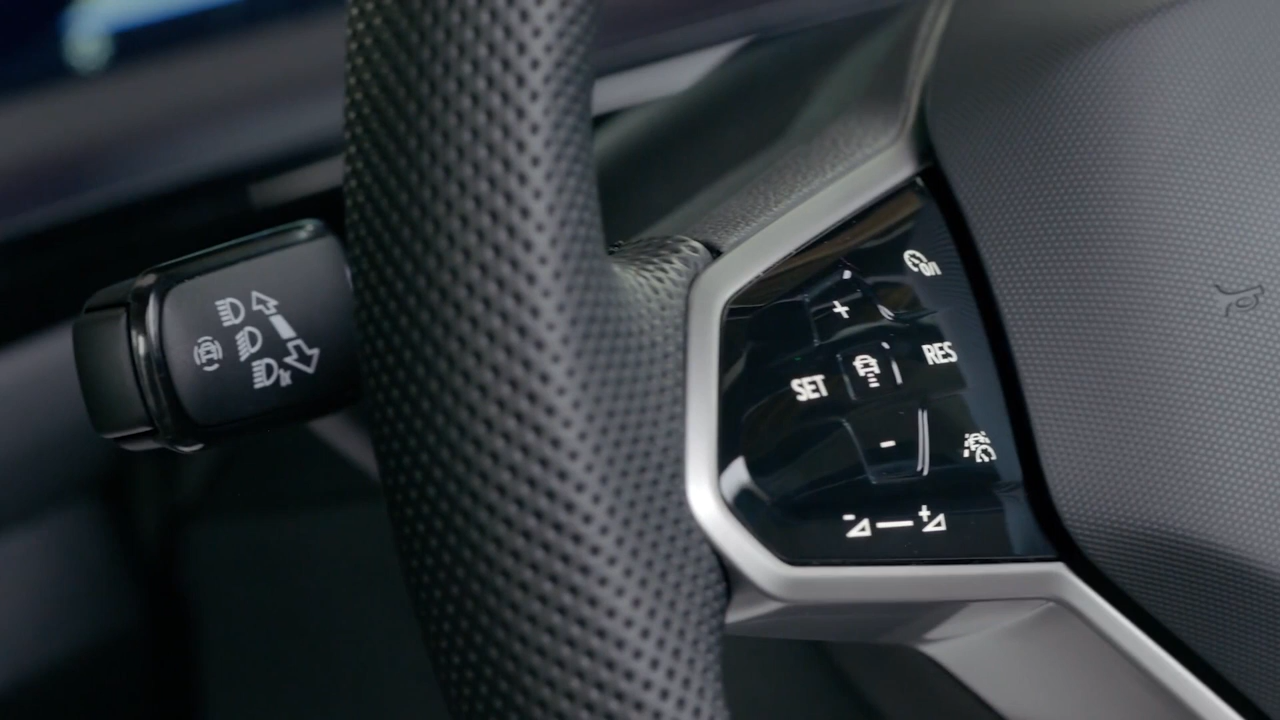 +
SET
RES
-
- +